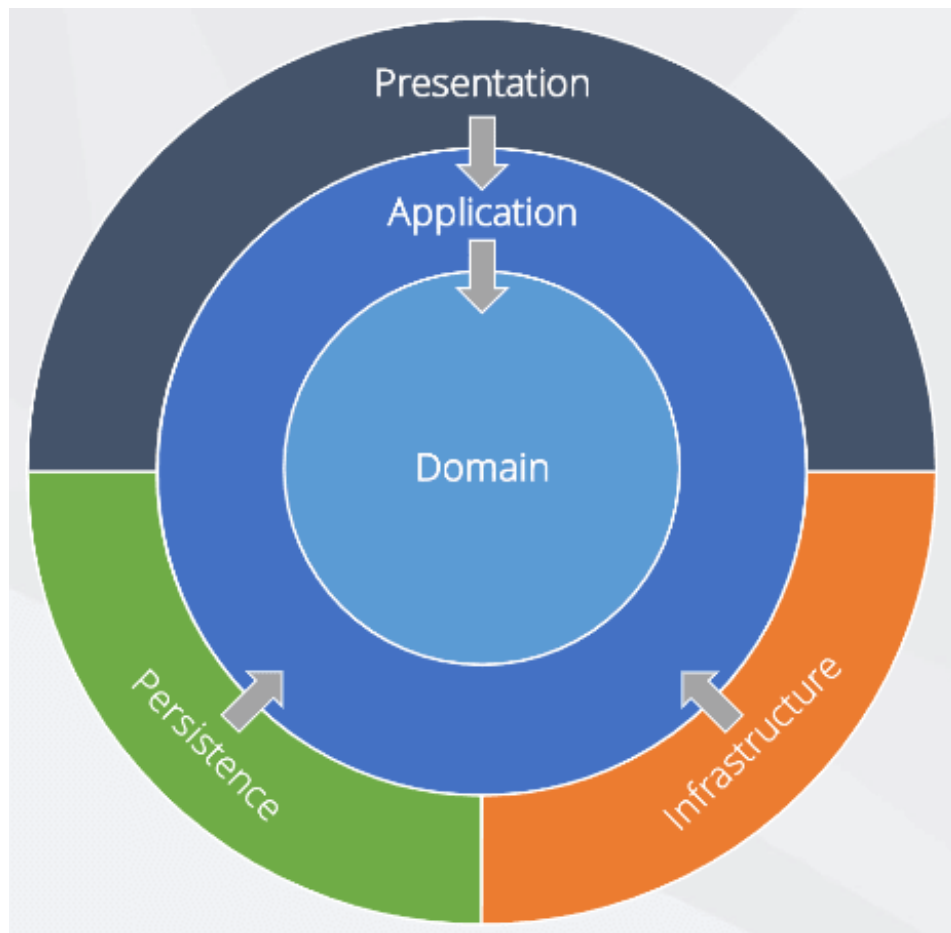 Presentation
Application
Domain
Persistence
Infrastructure